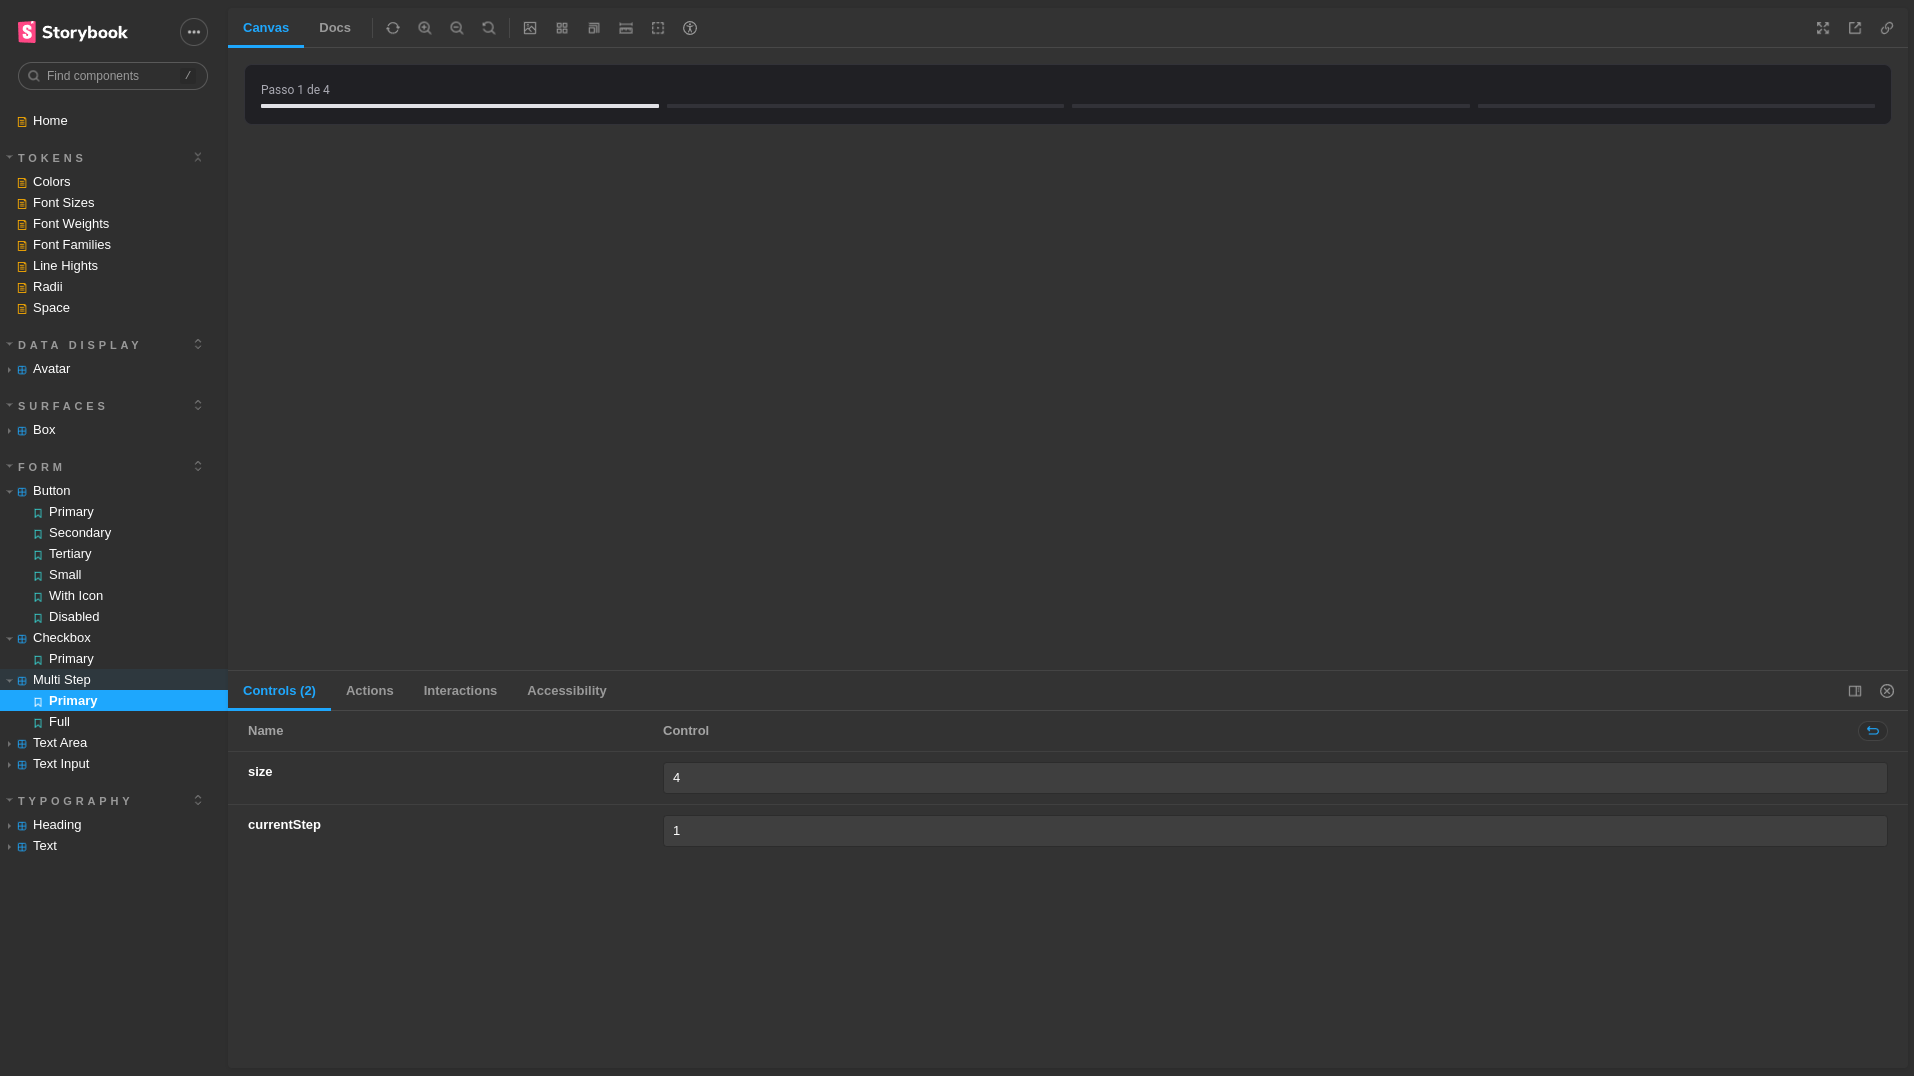 Storybook
Find components /
Home
TOKENS
Colors
Font Sizes
Font Weights
Font Families
Line Hights
Radii
Space
DATA DISPLAY
Avatar
SURFACES
Box
FORM
Button
Primary
Secondary
Tertiary
Small
With Icon
Disabled
Checkbox
Primary
Multi Step
Primary
Full
Text Area
Text Input
TYPOGRAPHY
Heading
Text
Canvas Docs
Passo 1 de 4
Controls (2) Actions Interactions Accessibility
Name Control
size 4
currentStep 1